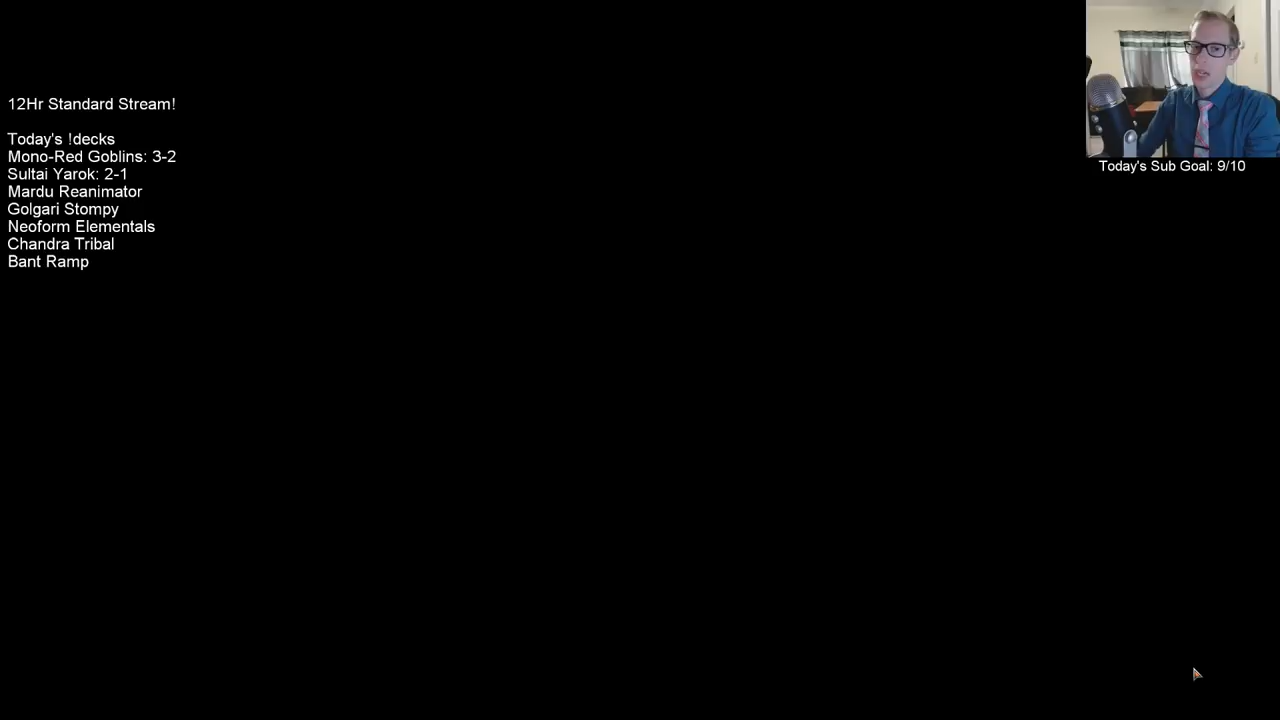 12Hr Standard Stream!
Today's !decks
Mono-Red Goblins: 3-2
Sultai Yarok: 2-1
Mardu Reanimator
Golgari Stompy
Neoform Elementals
Chandra Tribal
Bant Ramp
Today's Sub Goal: 9/10